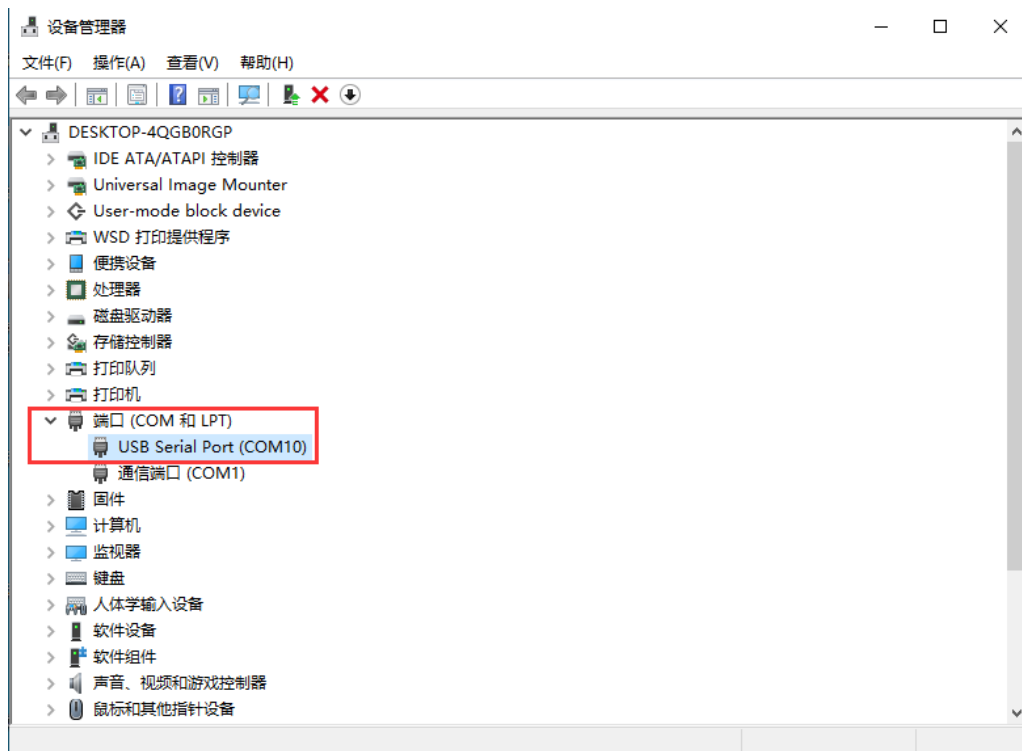 设备管理器
文件(F) 操作(A) 查看(V) 帮助(H)
DESKTOP-4QGB0RGP
IDE ATA/ATAPI 控制器
Universal Image Mounter
User-mode block device
WSD 打印提供程序
便携设备
处理器
磁盘驱动器
存储控制器
打印队列
打印机
端口 (COM 和 LPT)
USB Serial Port (COM10)
通信端口 (COM1)
固件
计算机
监视器
键盘
人体学输入设备
软件设备
软件组件
声音、视频和游戏控制器
鼠标和其他指针设备